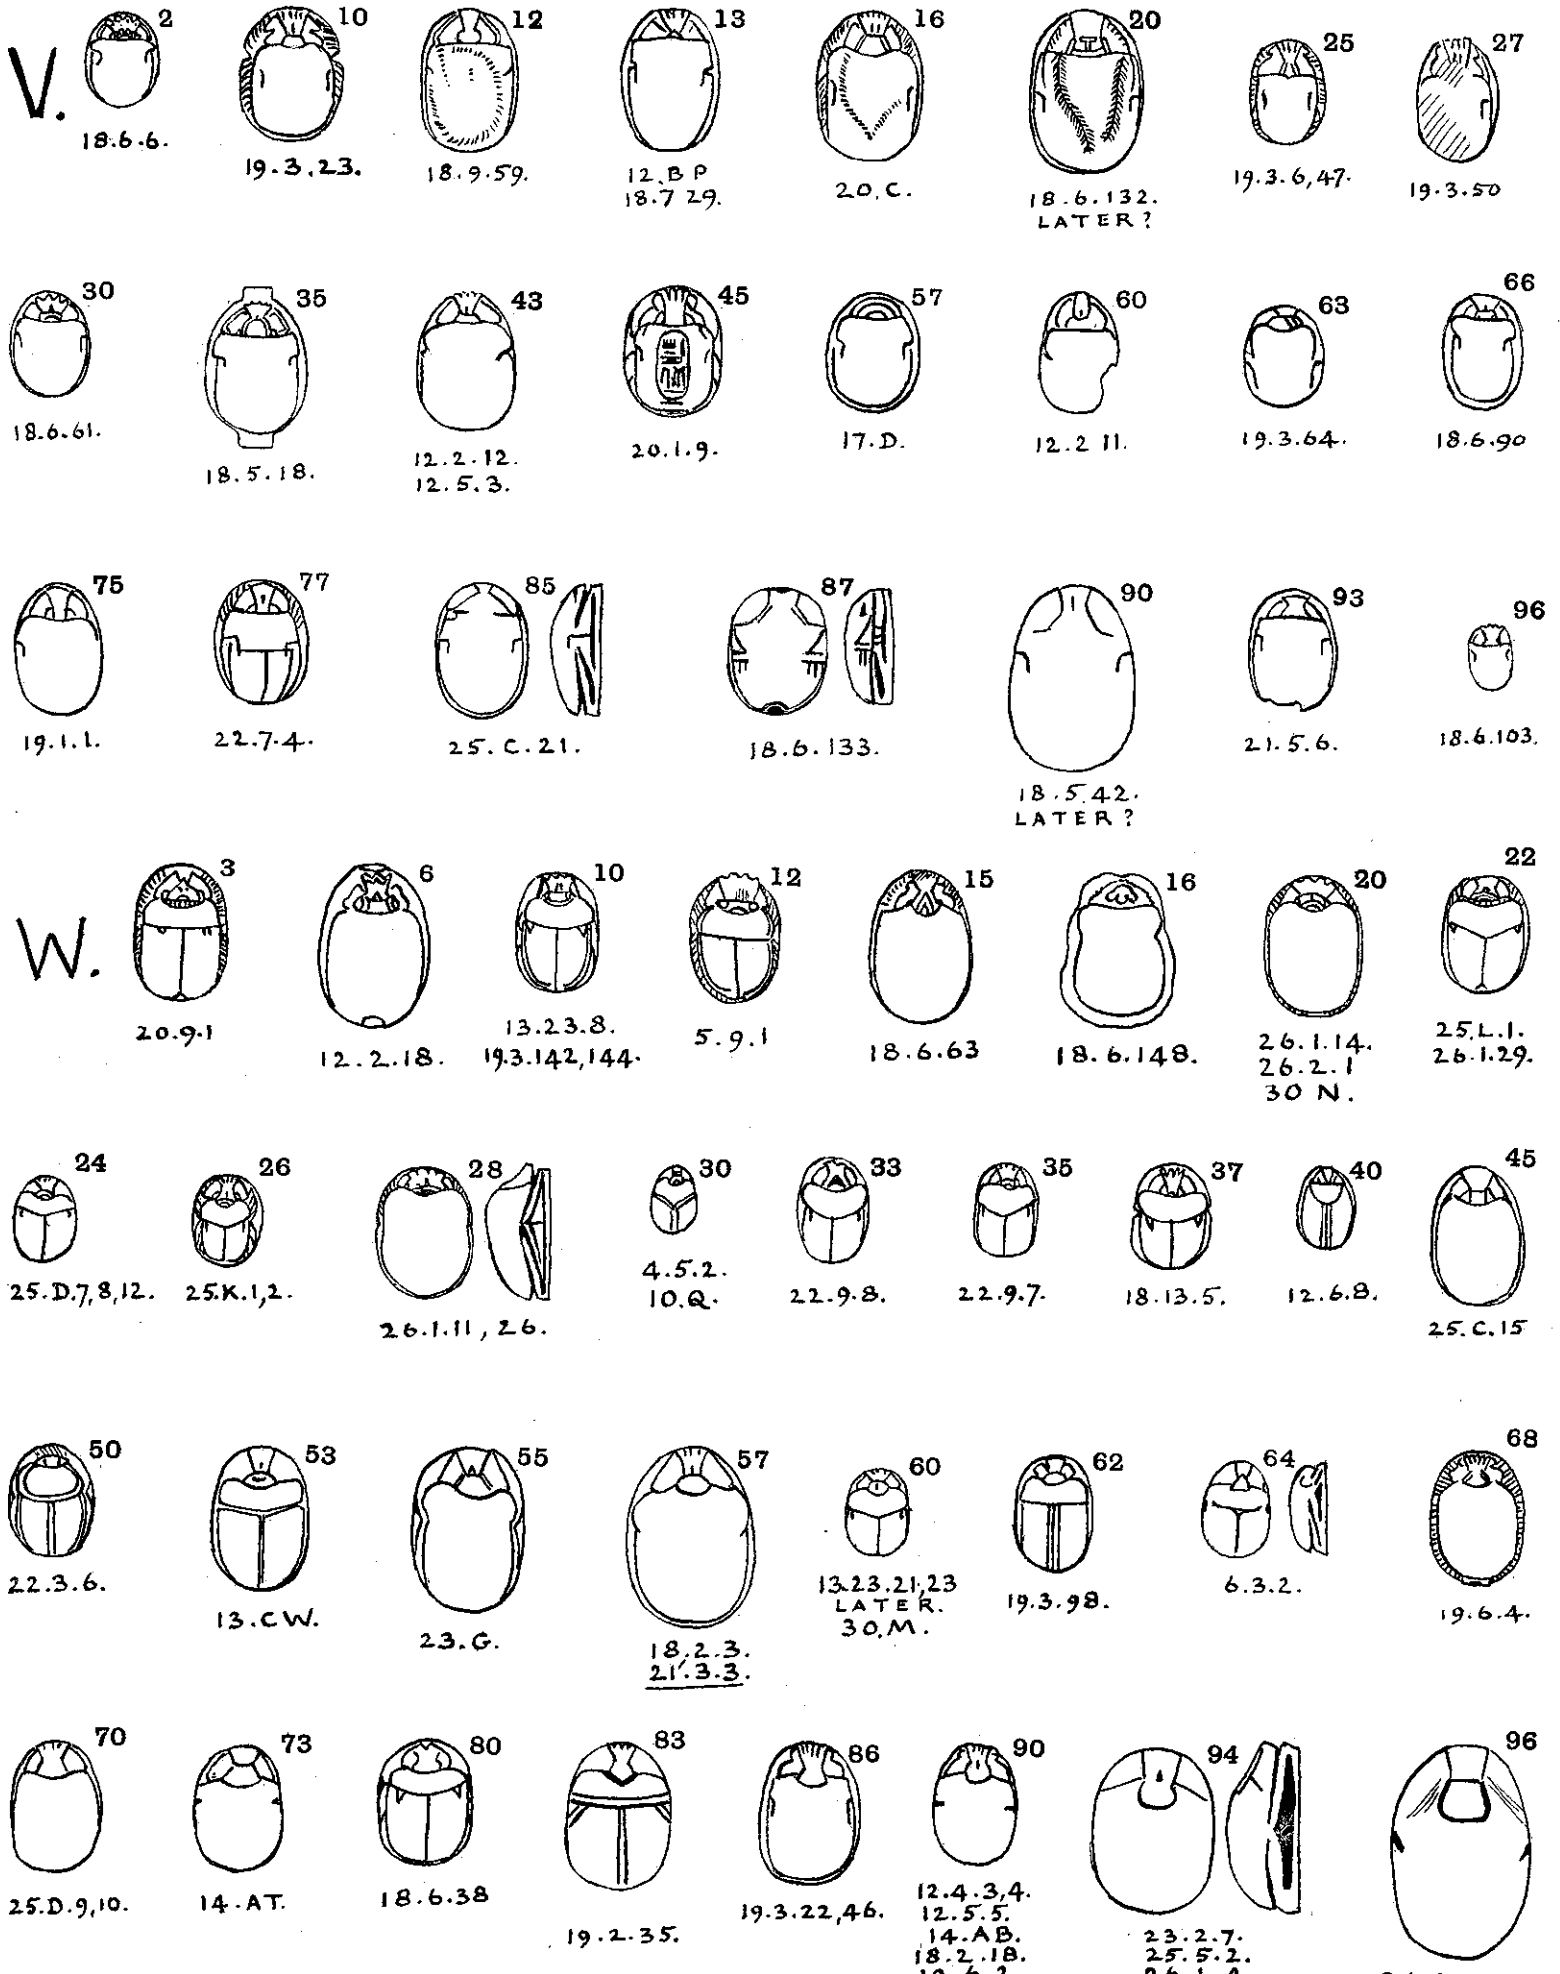 V.
2 10 12 13 16 20 25 27
18.6.6. 19.3.23. 18.9.59. 12.BP 20.C. 18.6.132. 19.3.6,47. 19.3.50
18.7 29. LATER?
30 35 43 45 57 60 63 66
18.6.61. 18.5.18. 12.2.12. 20.1.9. 17.D. 12.2 11. 19.3.64. 18.6.90
12.5.3.
75 77 85 87 90 93 96
19.1.1. 22.7.4. 25.C.21. 18.6.133. 18.5.42. 21.5.6. 18.6.103.
LATER?
W.
3 6 10 12 15 16 20 22
20.9.1 12.2.18. 13.23.8. 5.9.1 18.6.63 18.6.148. 26.1.14. 25.L.1.
19.3.142,144. 26.2.1 26.1.29.
30 N.
24 26 28 30 33 35 37 40 45
25.D.7,8,12. 25.K.1,2. 26.1.11, 26. 4.5.2. 22.9.8. 22.9.7. 18.13.5. 12.6.8. 25.C.15
10.Q.
50 53 55 57 60 62 64 68
22.3.6. 13.CW. 23.G. 18.2.3. 13.23.21,23 19.3.98. 6.3.2. 19.6.4.
21.3.3. LATER.
30.M.
70 73 80 83 86 90 94 96
25.D.9,10. 14.AT. 18.6.38 19.2.35. 19.3.22,46. 12.4.3,4. 23.2.7.
12.5.5. 25.5.2.
14.AB.
18.2.18.